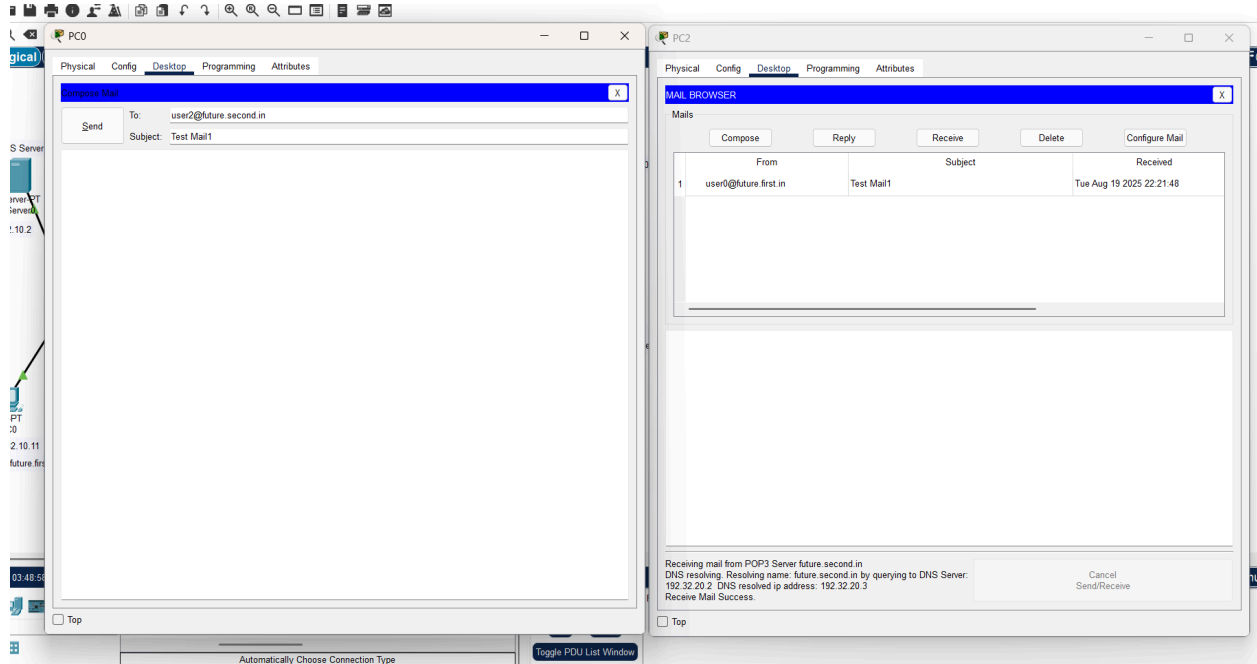 PC0
Physical Config Desktop Programming Attributes
Compose Mail
X
Send
To: user2@future.second.in
Subject: Test Mail1
Top
PC2
Physical Config Desktop Programming Attributes
MAIL BROWSER
X
Mails
Compose Reply Receive Delete Configure Mail
From Subject Received
1 user0@future.first.in Test Mail1 Tue Aug 19 2025 22:21:48
Receiving mail from POP3 Server future.second.in
DNS resolving. Resolving name: future.second.in by querying to DNS Server:
192.32.20.2 DNS resolved ip address: 192.32.20.3
Receive Mail Success.
Cancel
Send/Receive
Top
gical
S Server
erver-PT
Server0
2.10.2
PT
C0
2.10.11
future.firs
03:48:58
Automatically Choose Connection Type
Toggle PDU List Window